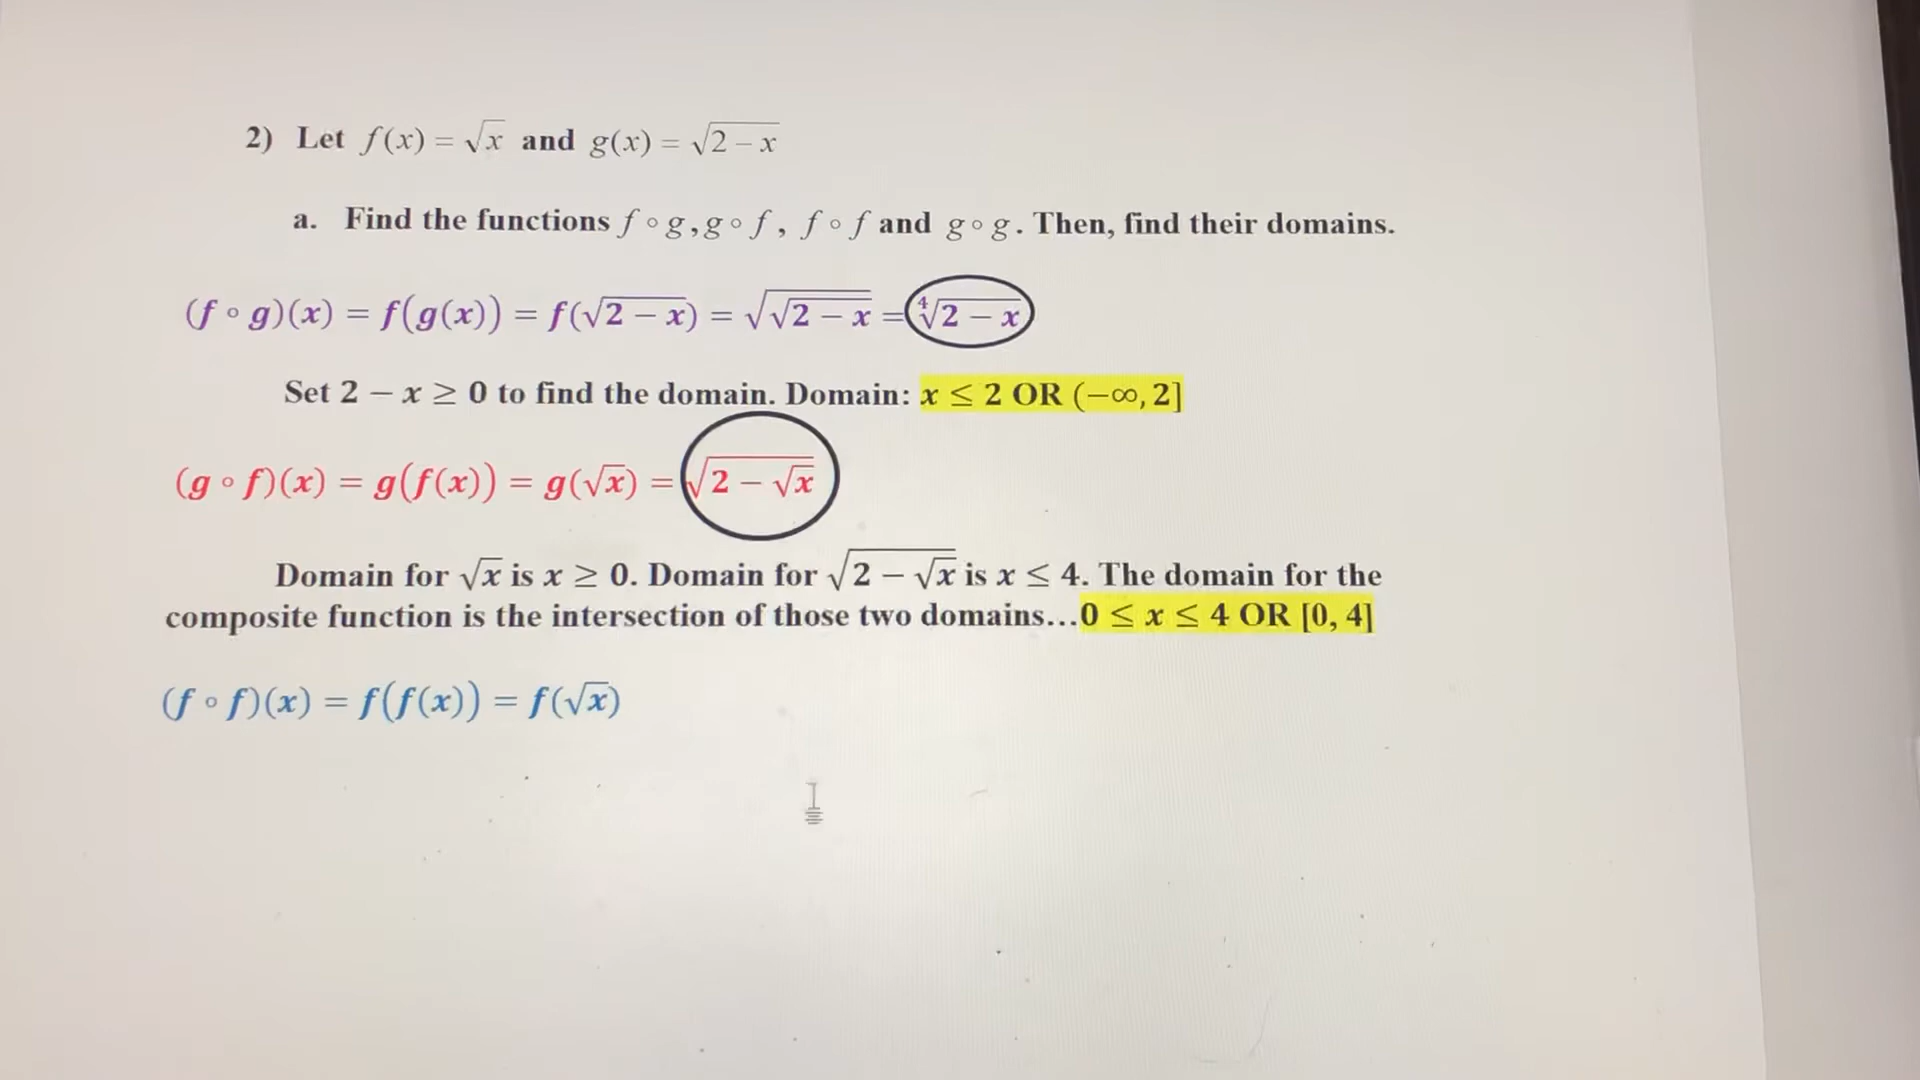 2) Let f(x) = √x and g(x) = √(2 – x)
a. Find the functions f ∘ g, g ∘ f, f ∘ f and g ∘ g. Then, find their domains.
(f ∘ g)(x) = f(g(x)) = f(√(2 − x)) = √(√(2 − x)) = ∜(2 − x)
Set 2 − x ≥ 0 to find the domain. Domain: x ≤ 2 OR (−∞, 2]
(g ∘ f)(x) = g(f(x)) = g(√x) = √(2 − √x)
Domain for √x is x ≥ 0. Domain for √(2 − √x) is x ≤ 4. The domain for the
composite function is the intersection of those two domains...0 ≤ x ≤ 4 OR [0, 4]
(f ∘ f)(x) = f(f(x)) = f(√x)